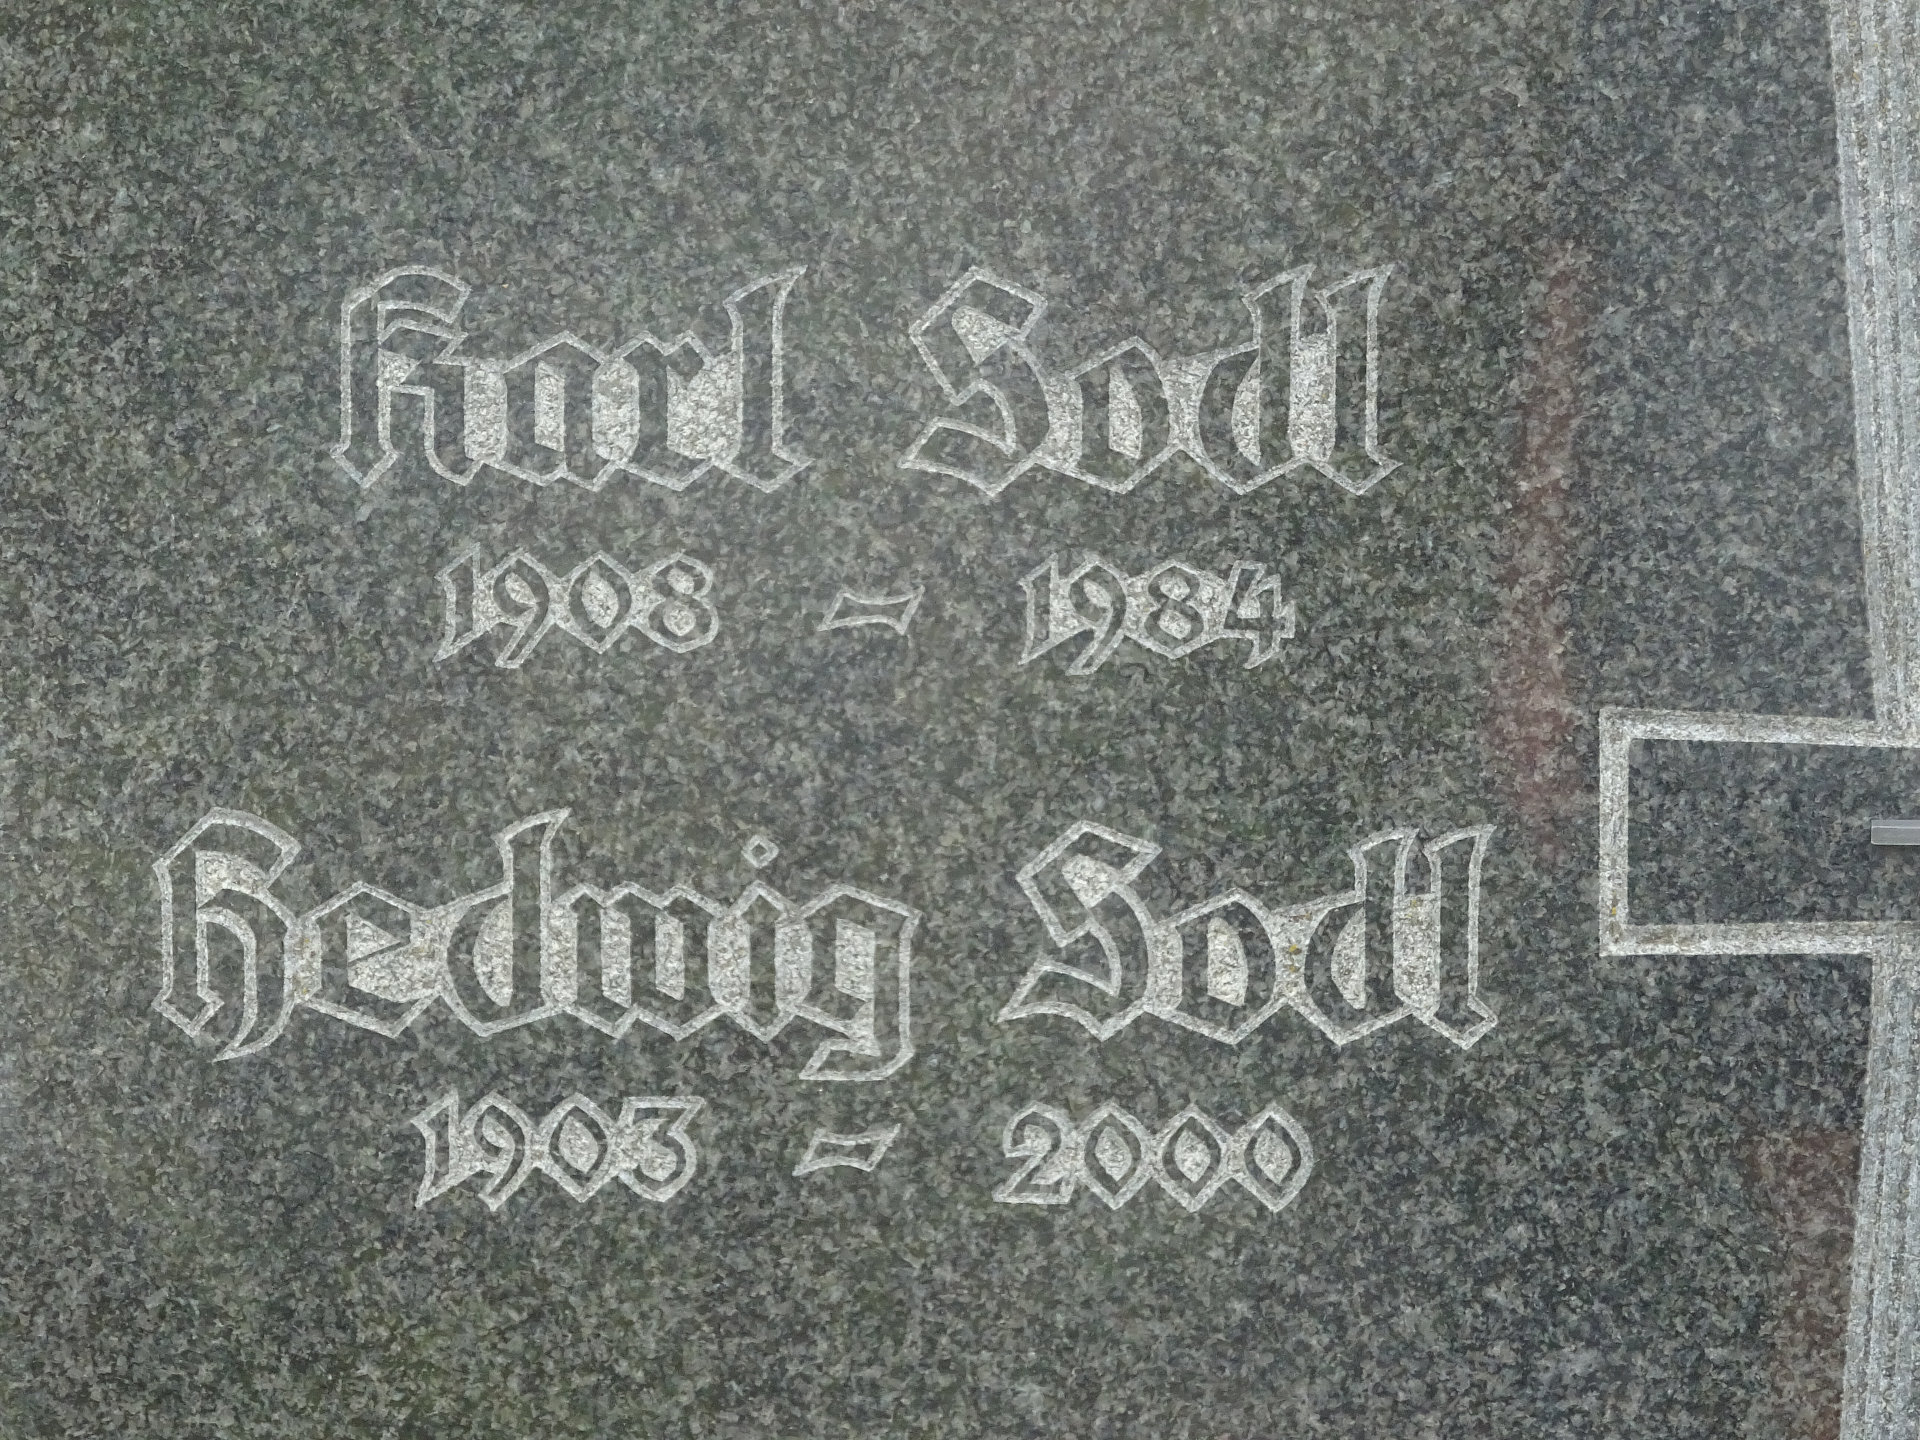 Karl Sodl
1908 - 1984
Hedwig Sodl
1903 - 2000